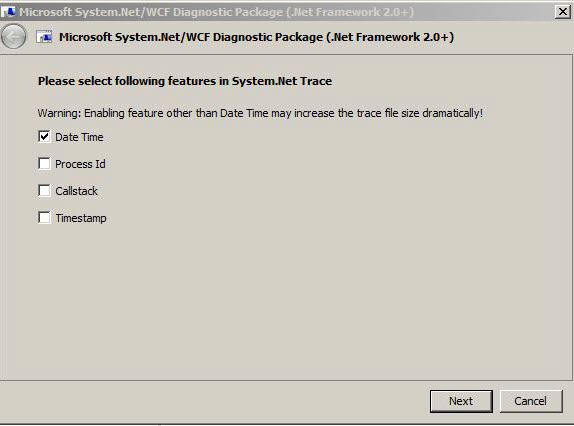 Microsoft System.Net/WCF Diagnostic Package (.Net Framework 2.0+)
Microsoft System.Net/WCF Diagnostic Package (.Net Framework 2.0+)
Please select following features in System.Net Trace
Warning: Enabling feature other than Date Time may increase the trace file size dramatically!
Date Time
Process Id
Callstack
Timestamp
Next Cancel